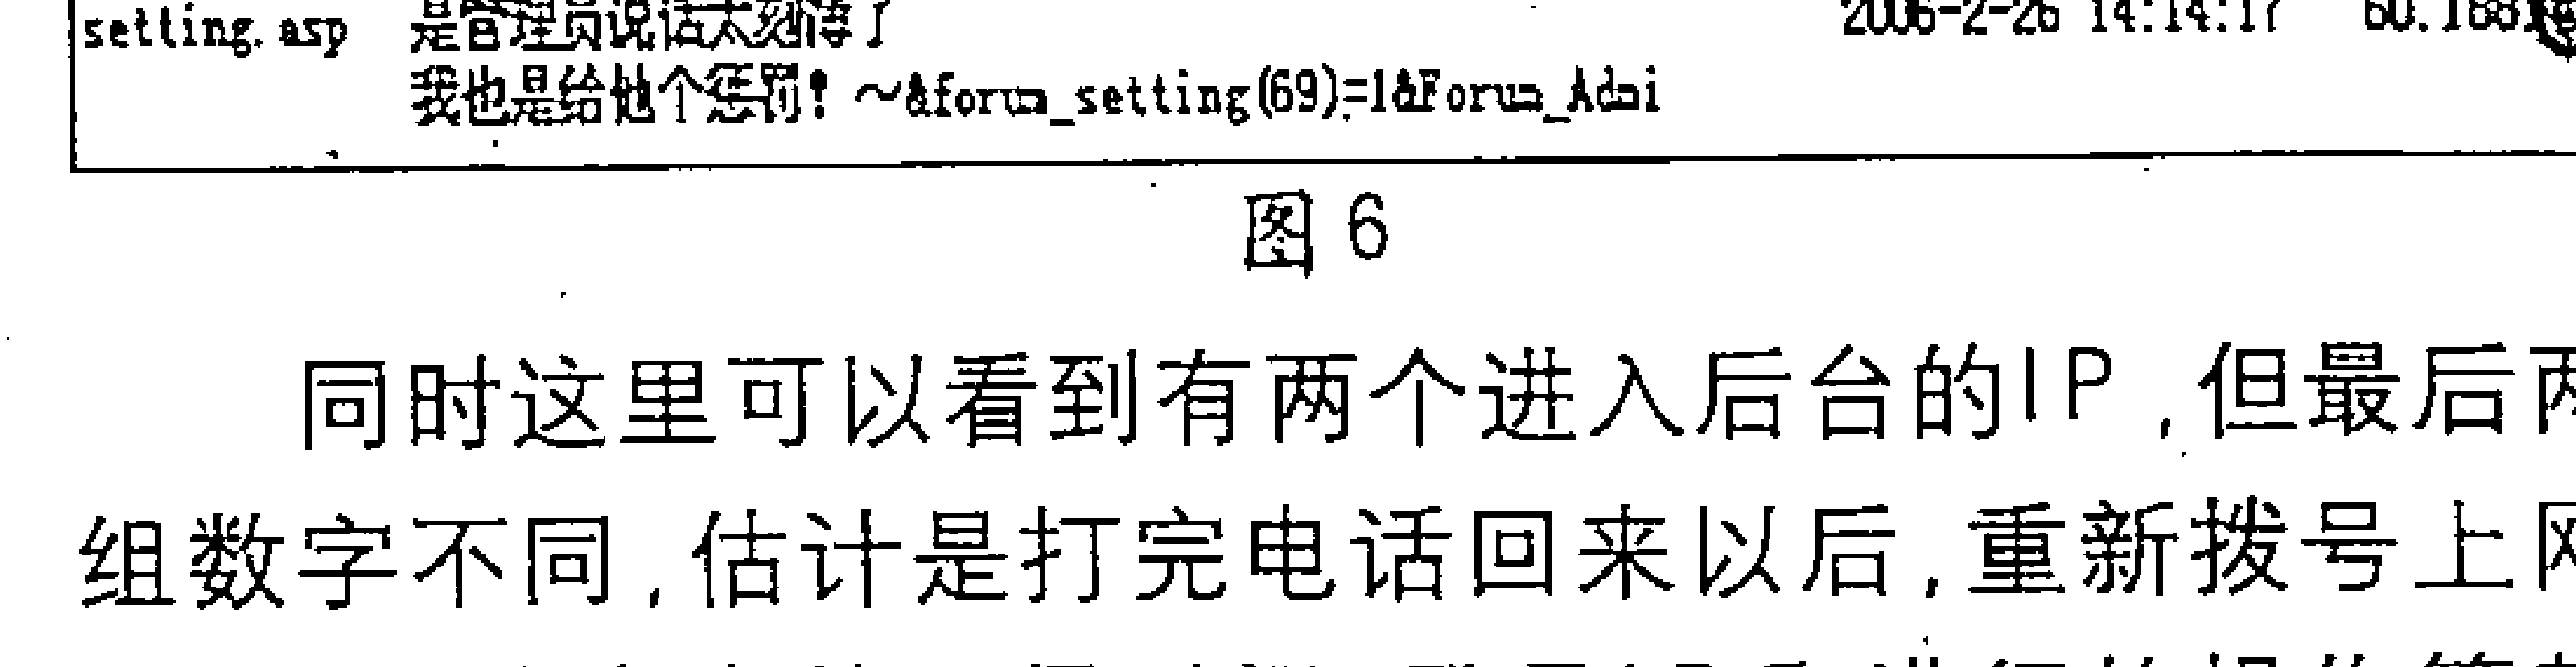 setting.asp 是管理员说话太刻薄了 2006-2-26 14:14:17 60.188
我也是给他个惩罚！～&forum_setting(69)=1&Forum_Admi
图 6
同时这里可以看到有两个进入后台的IP,但最后两
组数字不同,估计是打完电话回来以后,重新拨号上网